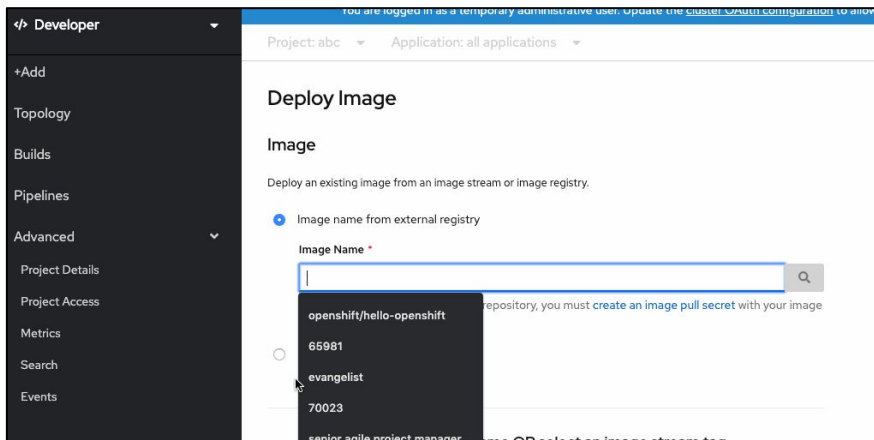 You are logged in as a temporary administrative user. Update the cluster OAuth configuration to allow
</> Developer
Project: abc
Application: all applications
+Add
Topology
Builds
Pipelines
Advanced
Project Details
Project Access
Metrics
Search
Events
Deploy Image
Image
Deploy an existing image from an image stream or image registry.
Image name from external registry
Image Name *
repository, you must create an image pull secret with your image
openshift/hello-openshift
65981
evangelist
70023
senior agile project manager
OR select an image stream tag